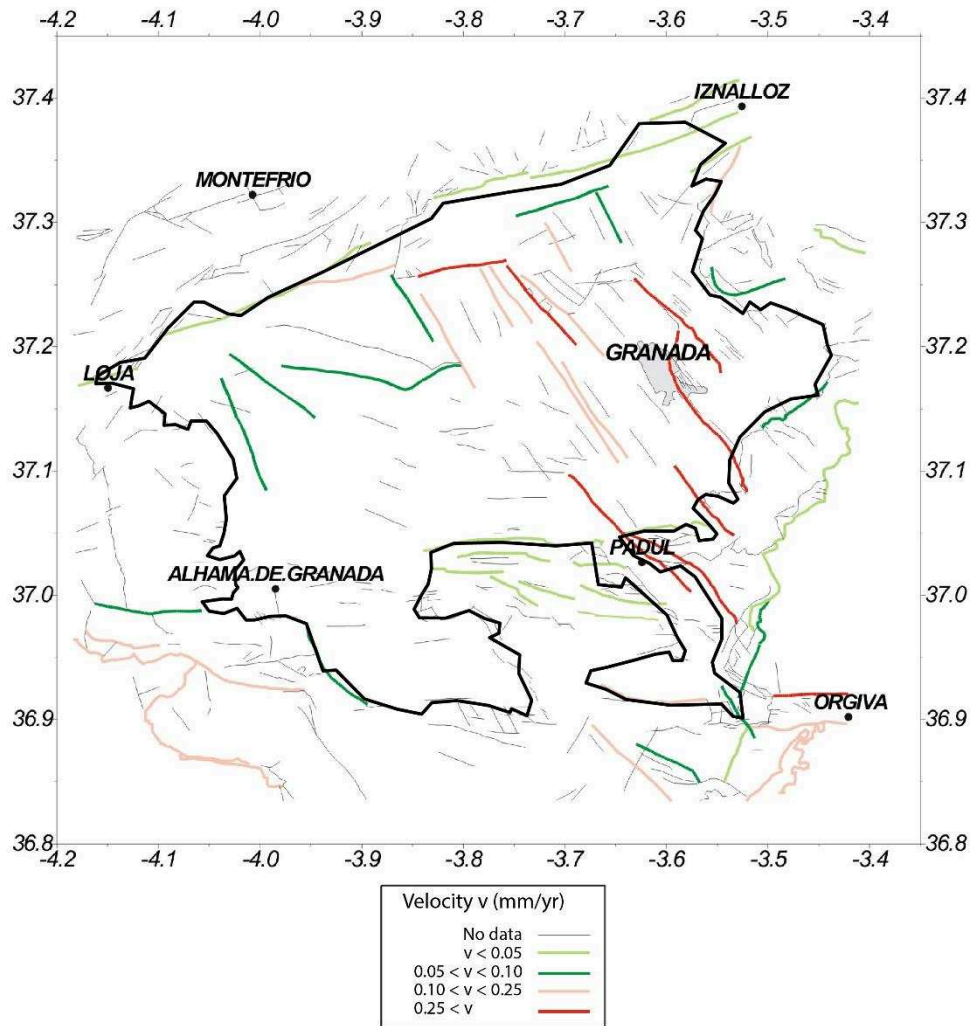 -4.2 -4.1 -4.0 -3.9 -3.8 -3.7 -3.6 -3.5 -3.4
37.4 IZNALLOZ 37.4
MONTEFRIO
37.3 37.3
37.2 GRANADA 37.2
LOJA
37.1 37.1
PADUL
ALHAMA.DE.GRANADA
37.0 37.0
36.9 ORGIVA 36.9
36.8 36.8
-4.2 -4.1 -4.0 -3.9 -3.8 -3.7 -3.6 -3.5 -3.4
Velocity v (mm/yr)
No data
v < 0.05
0.05 < v < 0.10
0.10 < v < 0.25
0.25 < v